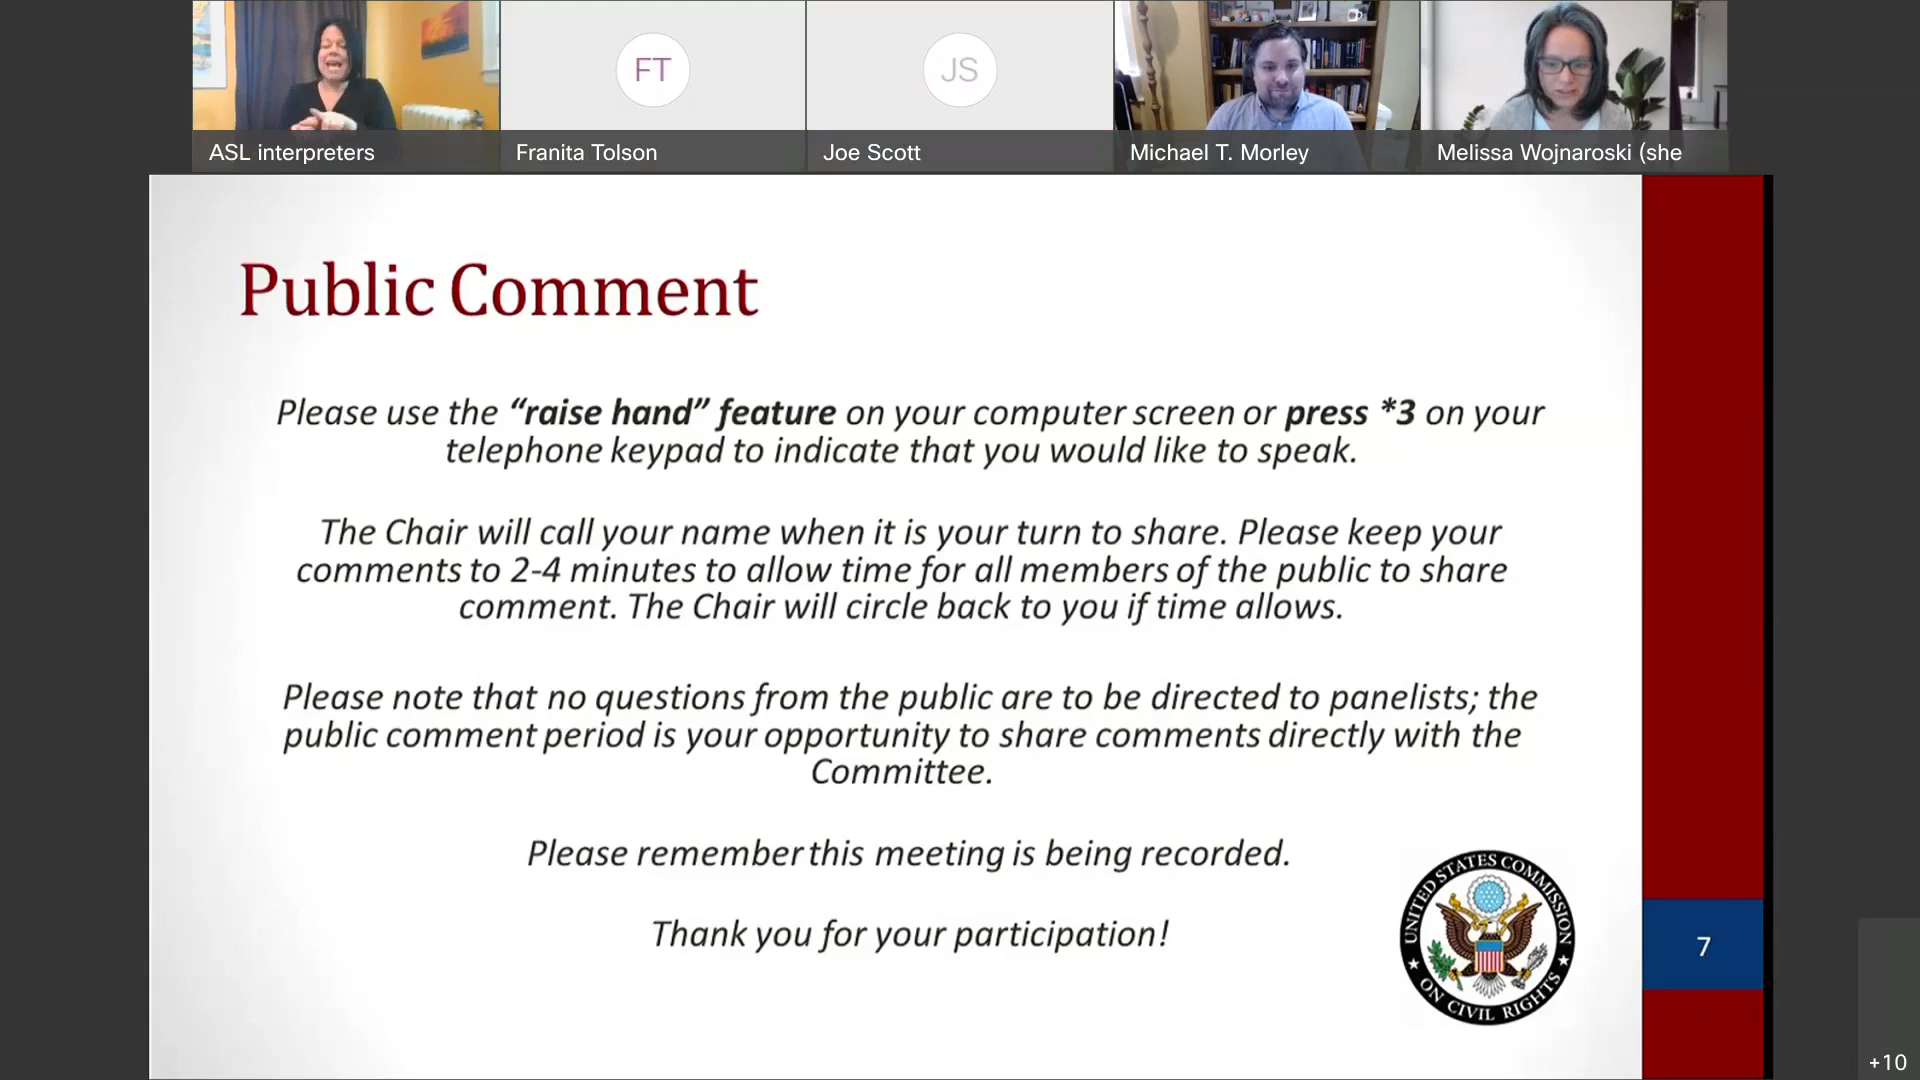 FT
JS
ASL interpreters
Franita Tolson
Joe Scott
Michael T. Morley
Melissa Wojnaroski (she
Public Comment
Please use the “raise hand” feature on your computer screen or press *3 on your
telephone keypad to indicate that you would like to speak.
The Chair will call your name when it is your turn to share. Please keep your
comments to 2-4 minutes to allow time for all members of the public to share
comment. The Chair will circle back to you if time allows.
Please note that no questions from the public are to be directed to panelists; the
public comment period is your opportunity to share comments directly with the
Committee.
Please remember this meeting is being recorded.
Thank you for your participation!
UNITED STATES COMMISSION
ON CIVIL RIGHTS
7
+10